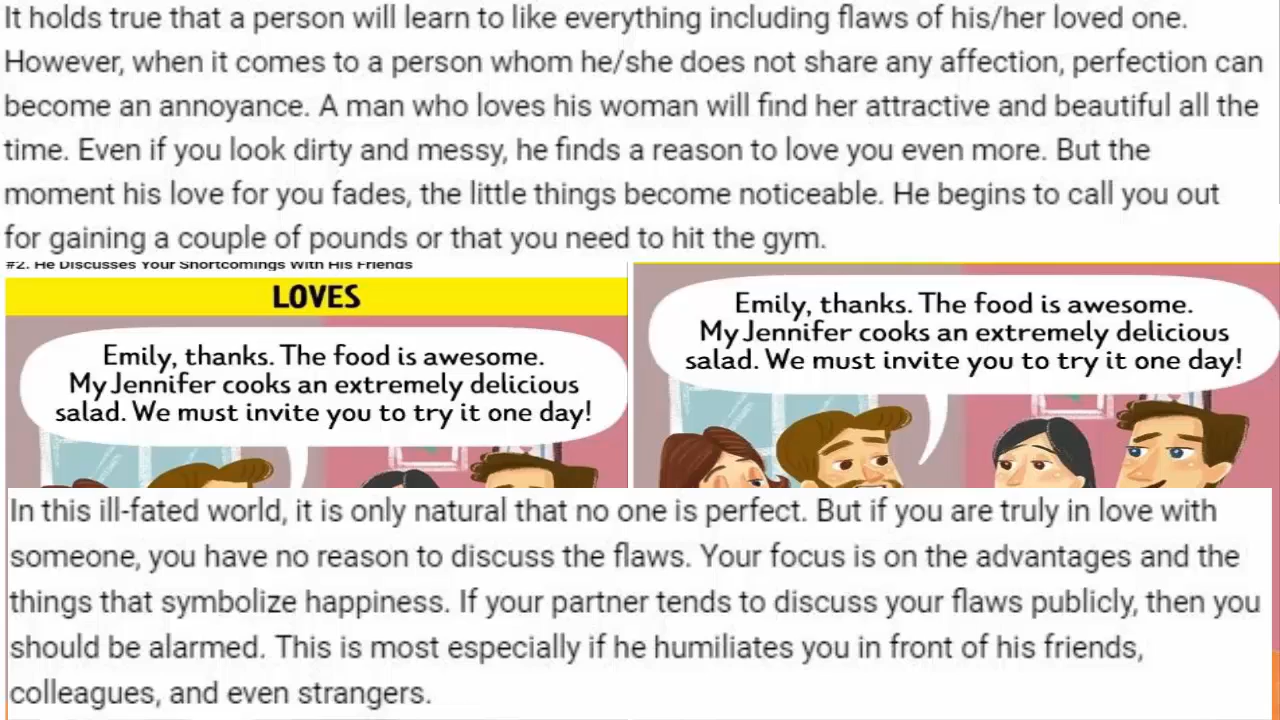 It holds true that a person will learn to like everything including flaws of his/her loved one.
However, when it comes to a person whom he/she does not share any affection, perfection can
become an annoyance. A man who loves his woman will find her attractive and beautiful all the
time. Even if you look dirty and messy, he finds a reason to love you even more. But the
moment his love for you fades, the little things become noticeable. He begins to call you out
for gaining a couple of pounds or that you need to hit the gym.
#2. He Discusses Your Shortcomings With His Friends
LOVES
Emily, thanks. The food is awesome.
My Jennifer cooks an extremely delicious
salad. We must invite you to try it one day!
Emily, thanks. The food is awesome.
My Jennifer cooks an extremely delicious
salad. We must invite you to try it one day!
In this ill-fated world, it is only natural that no one is perfect. But if you are truly in love with
someone, you have no reason to discuss the flaws. Your focus is on the advantages and the
things that symbolize happiness. If your partner tends to discuss your flaws publicly, then you
should be alarmed. This is most especially if he humiliates you in front of his friends,
colleagues, and even strangers.